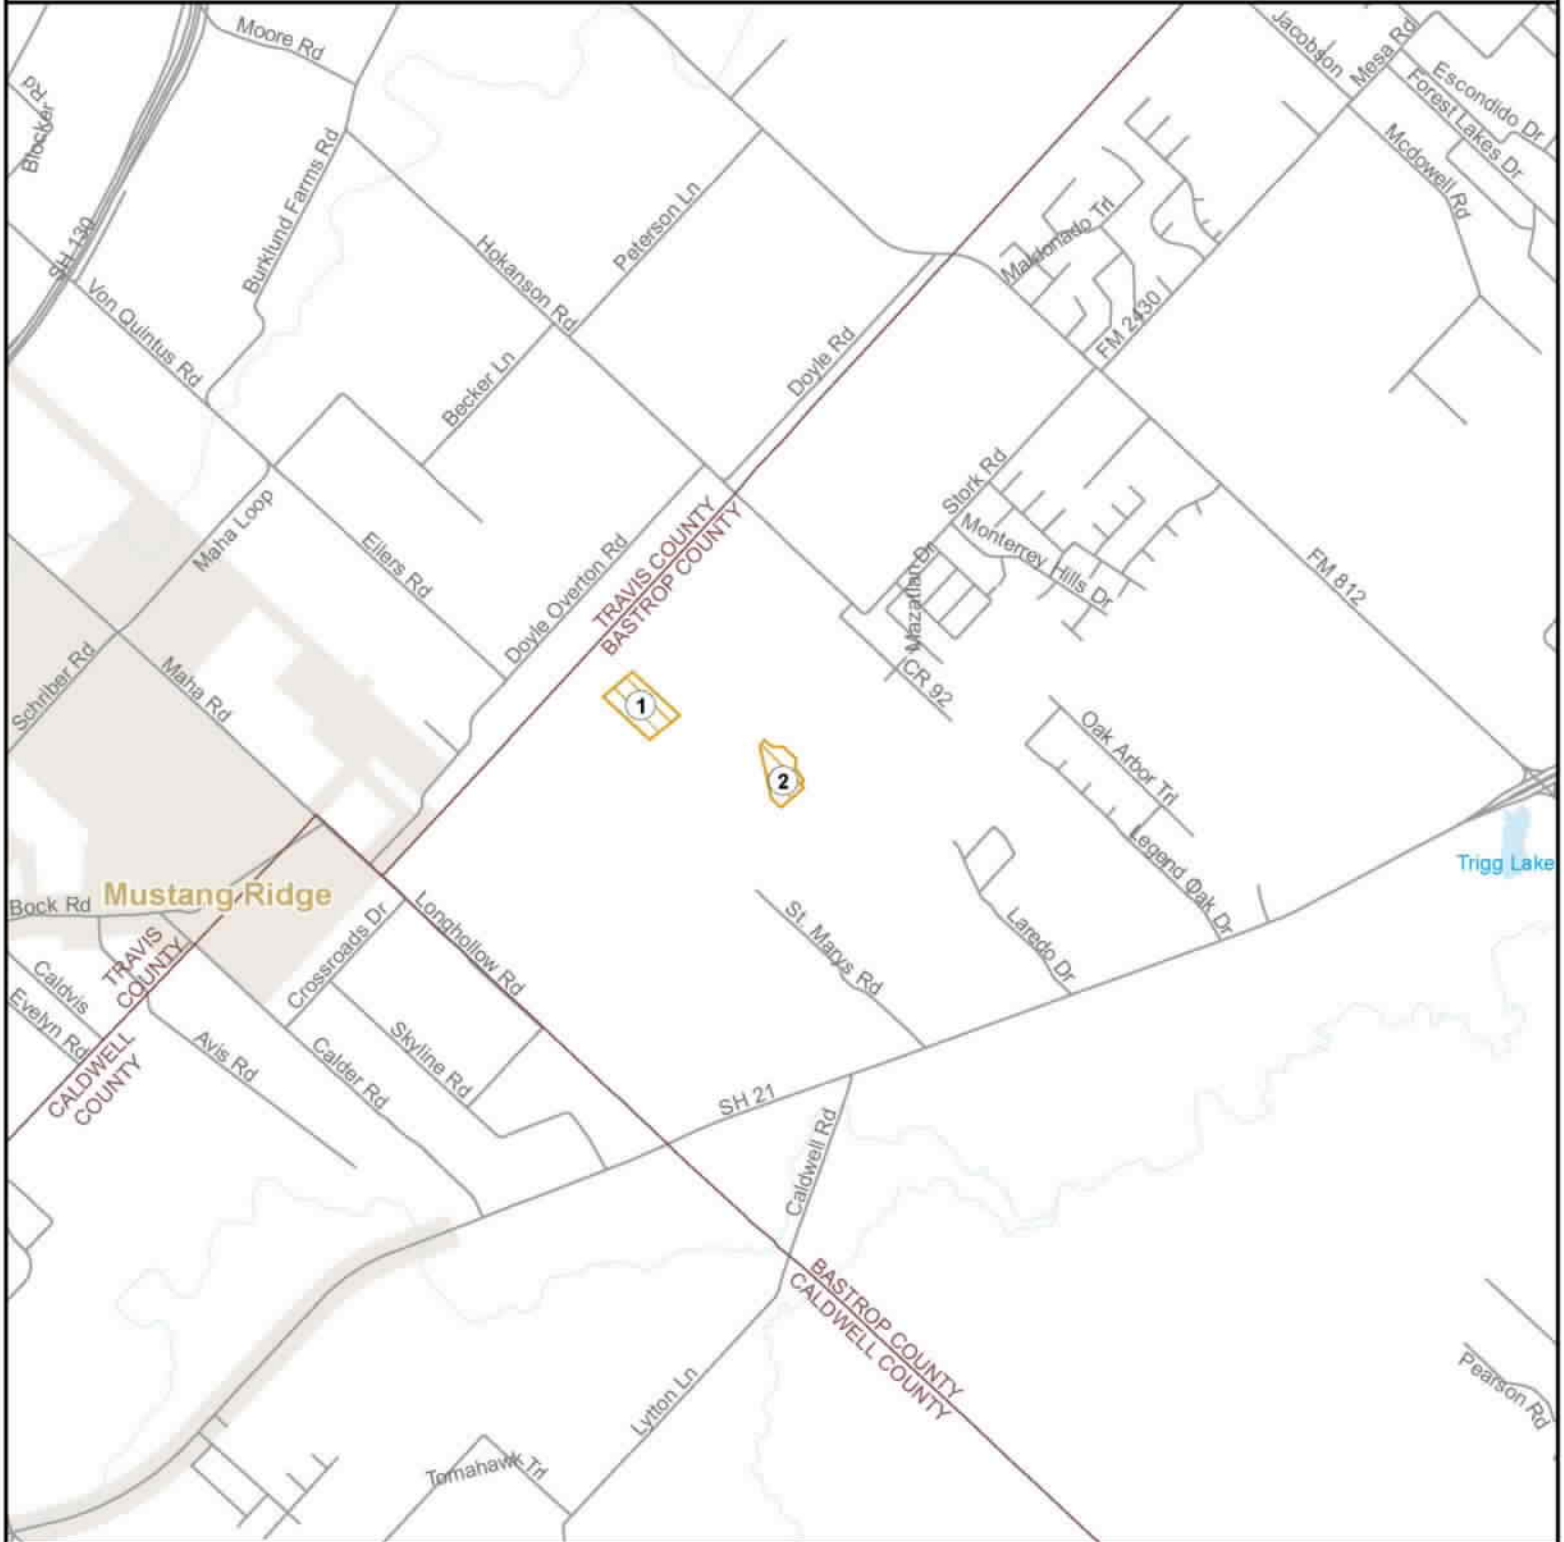 Moore Rd
Jacobson
Mesa Rd
Escondido Dr
Forest Lakes Dr
Mcdowell Rd
Rd
Blocker
Burklund Farms Rd
SH 130
Peterson Ln
Maldonado Trl
Hokanson Rd
Von Quintus Rd
FM 2430
Doyle Rd
Becker Ln
Stork Rd
Maha Loop
TRAVIS COUNTY
BASTROP COUNTY
Eilers Rd
Doyle Overton Rd
Monterrey Hills Dr
Mazatlan Dr
FM 812
Schriber Rd
Maha Rd
CR 92
1
2
Oak Arbor Trl
Legend Oak Dr
Trigg Lake
Mustang Ridge
Bock Rd
Longhollow Rd
Crossroads Dr
St. Marys Rd
Laredo Dr
TRAVIS
COUNTY
Caldvis
Evelyn Rd
CALDWELL
COUNTY
Avis Rd
Calder Rd
Skyline Rd
SH 21
Caldwell Rd
BASTROP COUNTY
CALDWELL COUNTY
Lytton Ln
Pearson Rd
Tomahawk Trl